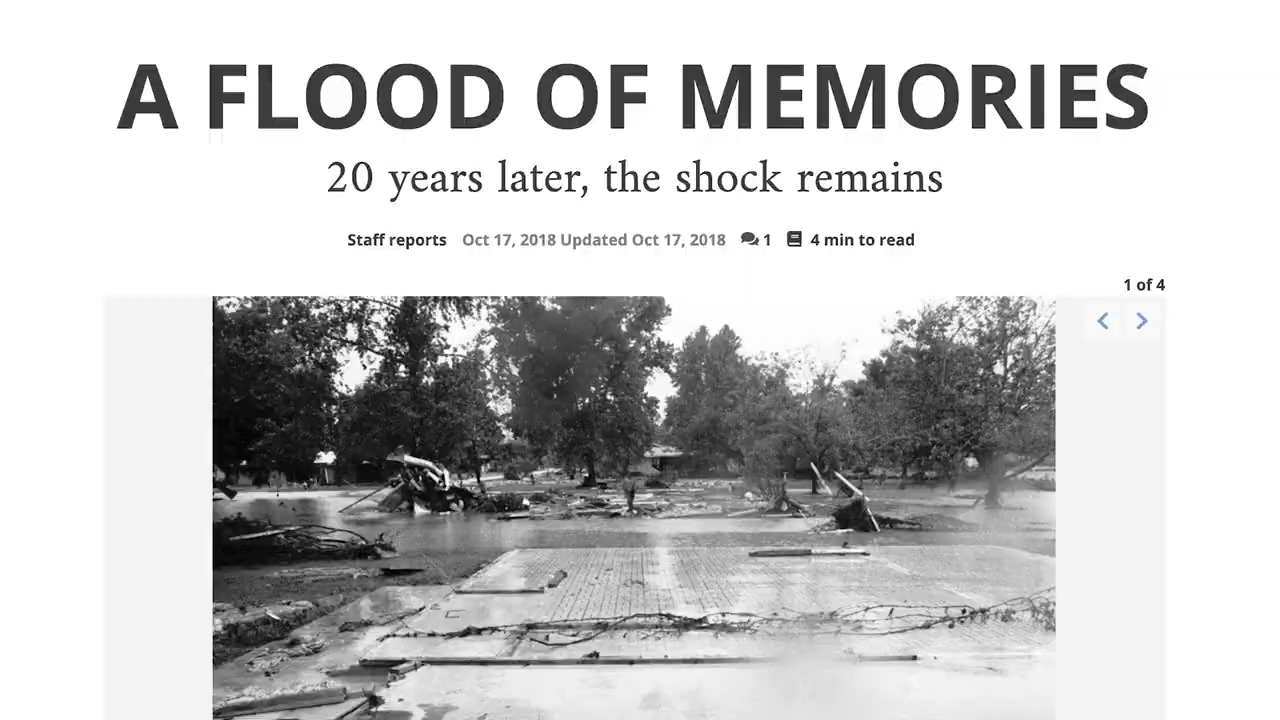 A FLOOD OF MEMORIES
20 years later, the shock remains
Staff reports Oct 17, 2018 Updated Oct 17, 2018 1 4 min to read
1 of 4